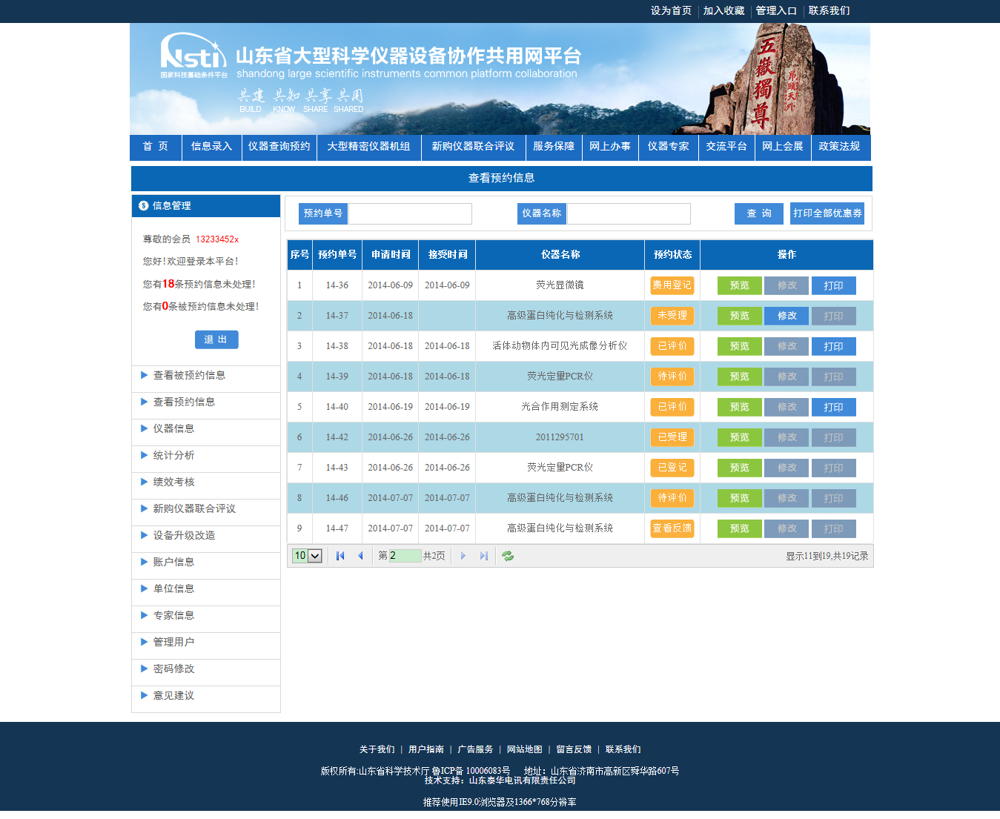 设为首页 | 加入收藏 | 管理入口 | 联系我们
Nsti
国家科技基础条件平台
山东省大型科学仪器设备协作共用网平台
shandong large scientific instruments common platform collaboration
共建 共知 共享 共用
BUILD KNOW SHARE SHARED
五嶽獨尊
昂頭天外
首 页 信息录入 仪器查询预约 大型精密仪器机组 新购仪器联合评议 服务保障 网上办事 仪器专家 交流平台 网上会展 政策法规
查看预约信息
信息管理
尊敬的会员 13233452x
您好!欢迎登录本平台!
您有18条预约信息未处理!
您有0条被预约信息未处理!
退 出
查看被预约信息
查看预约信息
仪器信息
统计分析
绩效考核
新购仪器联合评议
设备升级改造
账户信息
单位信息
专家信息
管理用户
密码修改
意见建议
预约单号 仪器名称 查 询 打印全部优惠券
序号 预约单号 申请时间 接受时间 仪器名称 预约状态 操作
1 14-36 2014-06-09 2014-06-09 荧光显微镜 费用登记 预览 修改 打印
2 14-37 2014-06-18 高级蛋白纯化与检测系统 未受理 预览 修改 打印
3 14-38 2014-06-18 2014-06-18 活体动物体内可见光成像分析仪 已评价 预览 修改 打印
4 14-39 2014-06-18 2014-06-18 荧光定量PCR仪 待评价 预览 修改 打印
5 14-40 2014-06-19 2014-06-19 光合作用测定系统 已评价 预览 修改 打印
6 14-42 2014-06-26 2014-06-26 2011295701 已受理 预览 修改 打印
7 14-43 2014-06-26 2014-06-26 荧光定量PCR仪 已登记 预览 修改 打印
8 14-46 2014-07-07 2014-07-07 高级蛋白纯化与检测系统 待评价 预览 修改 打印
9 14-47 2014-07-07 2014-07-07 高级蛋白纯化与检测系统 查看反馈 预览 修改 打印
10 第2 共2页 显示11到19,共19记录
关于我们 | 用户指南 | 广告服务 | 网站地图 | 留言反馈 | 联系我们
版权所有:山东省科学技术厅 鲁ICP备 10006083号 地址：山东省济南市高新区舜华路607号
技术支持：山东泰华电讯有限责任公司
推荐使用IE9.0浏览器及1366*768分辨率